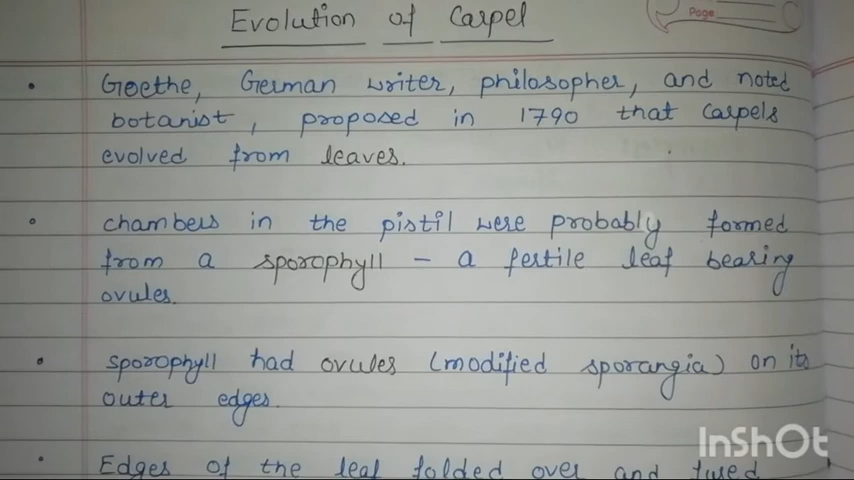 Page
Evolution of Carpel
• Goethe, German writer, philosopher, and noted
botanist, proposed in 1790 that carpels
evolved from leaves.
• chambers in the pistil were probably formed
from a sporophyll – a fertile leaf bearing
ovules.
• sporophyll had ovules (modified sporangia) on its
outer edges.
• Edges of the leaf folded over and fused
InShOt